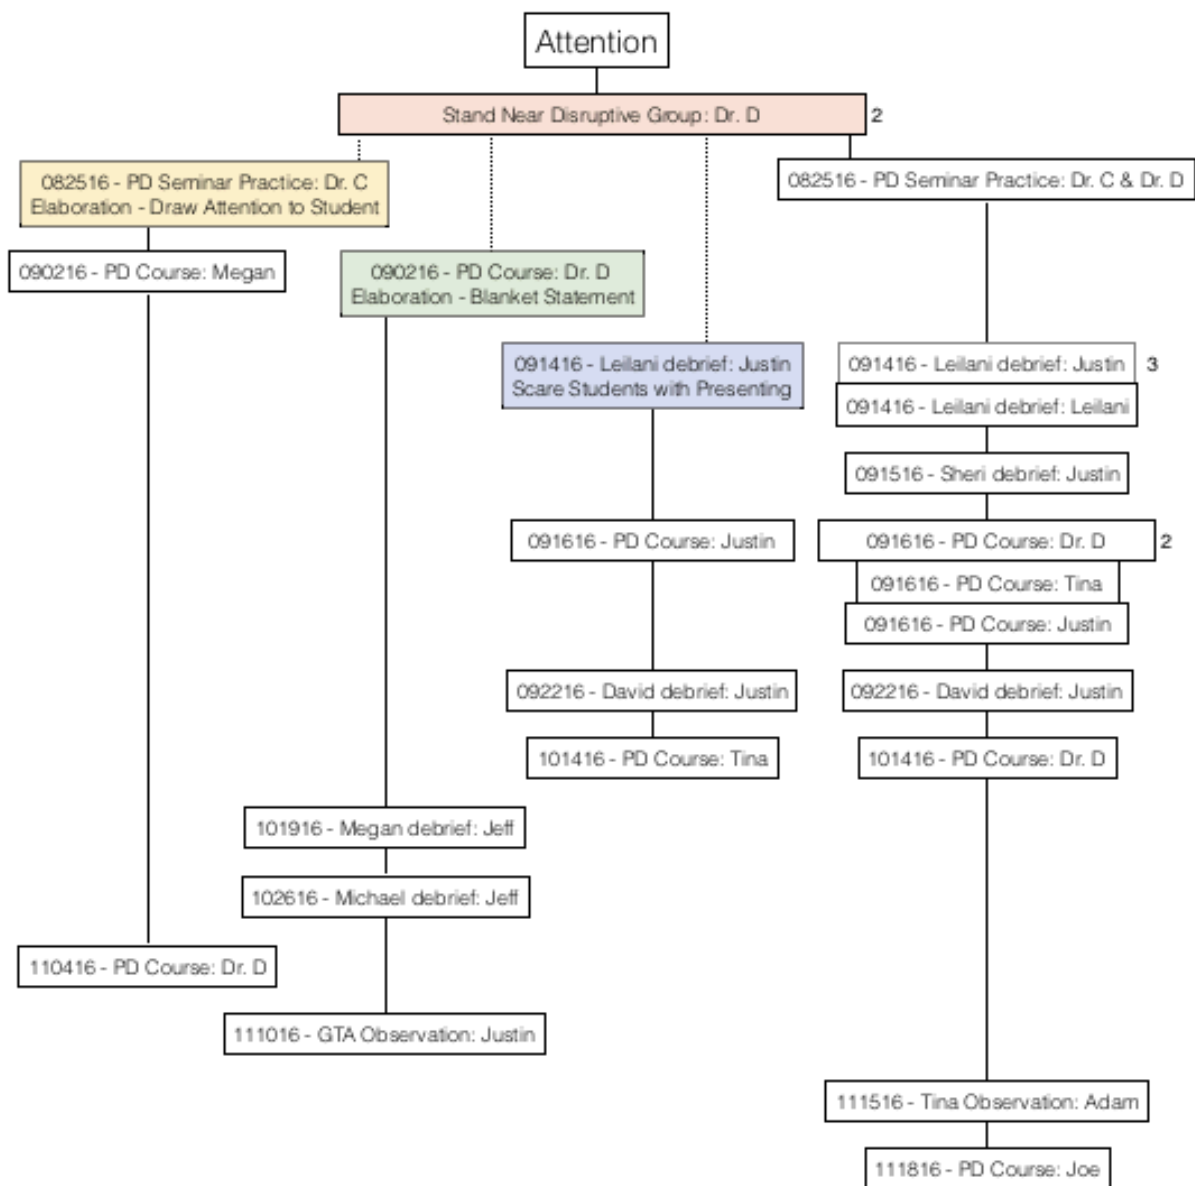 Attention
Stand Near Disruptive Group: Dr. D
2
082516 - PD Seminar Practice: Dr. C
Elaboration - Draw Attention to Student
082516 - PD Seminar Practice: Dr. C & Dr. D
090216 - PD Course: Megan
090216 - PD Course: Dr. D
Elaboration - Blanket Statement
091416 - Leilani debrief: Justin
Scare Students with Presenting
091416 - Leilani debrief: Justin
3
091416 - Leilani debrief: Leilani
091516 - Sheri debrief: Justin
091616 - PD Course: Justin
091616 - PD Course: Dr. D
2
091616 - PD Course: Tina
091616 - PD Course: Justin
092216 - David debrief: Justin
092216 - David debrief: Justin
101416 - PD Course: Tina
101416 - PD Course: Dr. D
101916 - Megan debrief: Jeff
102616 - Michael debrief: Jeff
110416 - PD Course: Dr. D
111016 - GTA Observation: Justin
111516 - Tina Observation: Adam
111816 - PD Course: Joe